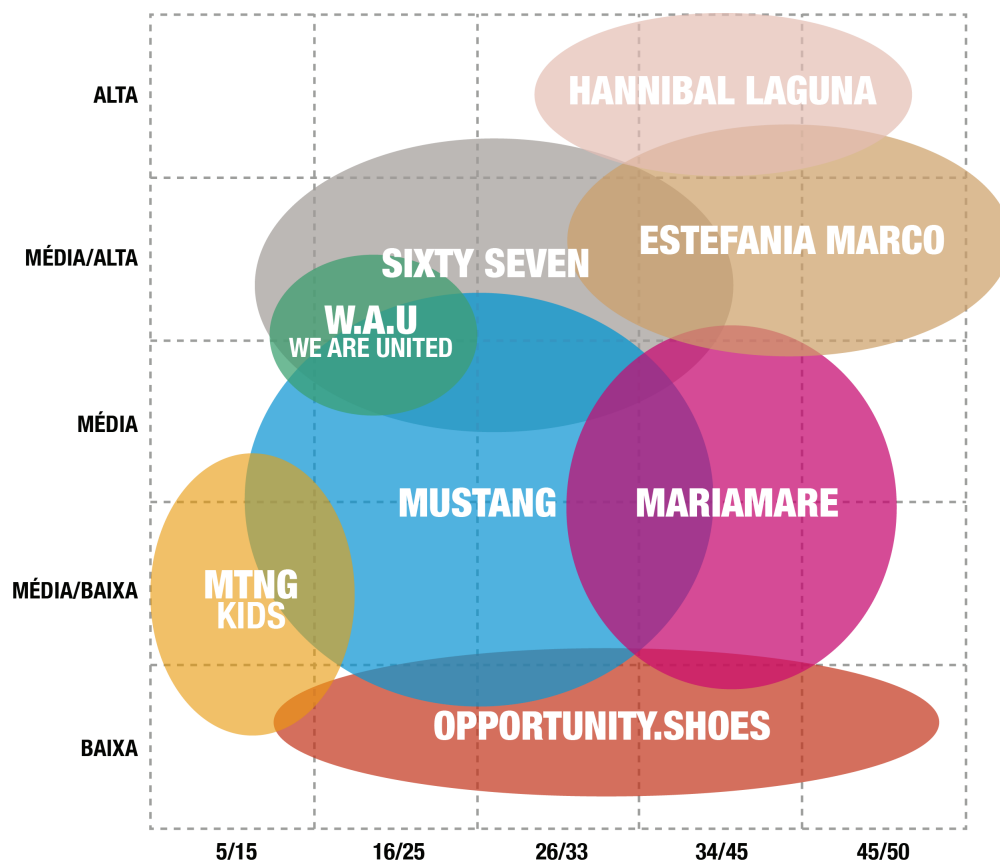 ALTA
HANNIBAL LAGUNA
MÉDIA/ALTA
ESTEFANIA MARCO
SIXTY SEVEN
W.A.U
WE ARE UNITED
MÉDIA
MUSTANG
MARIAMARE
MÉDIA/BAIXA
MTNG
KIDS
BAIXA
OPPORTUNITY.SHOES
5/15
16/25
26/33
34/45
45/50